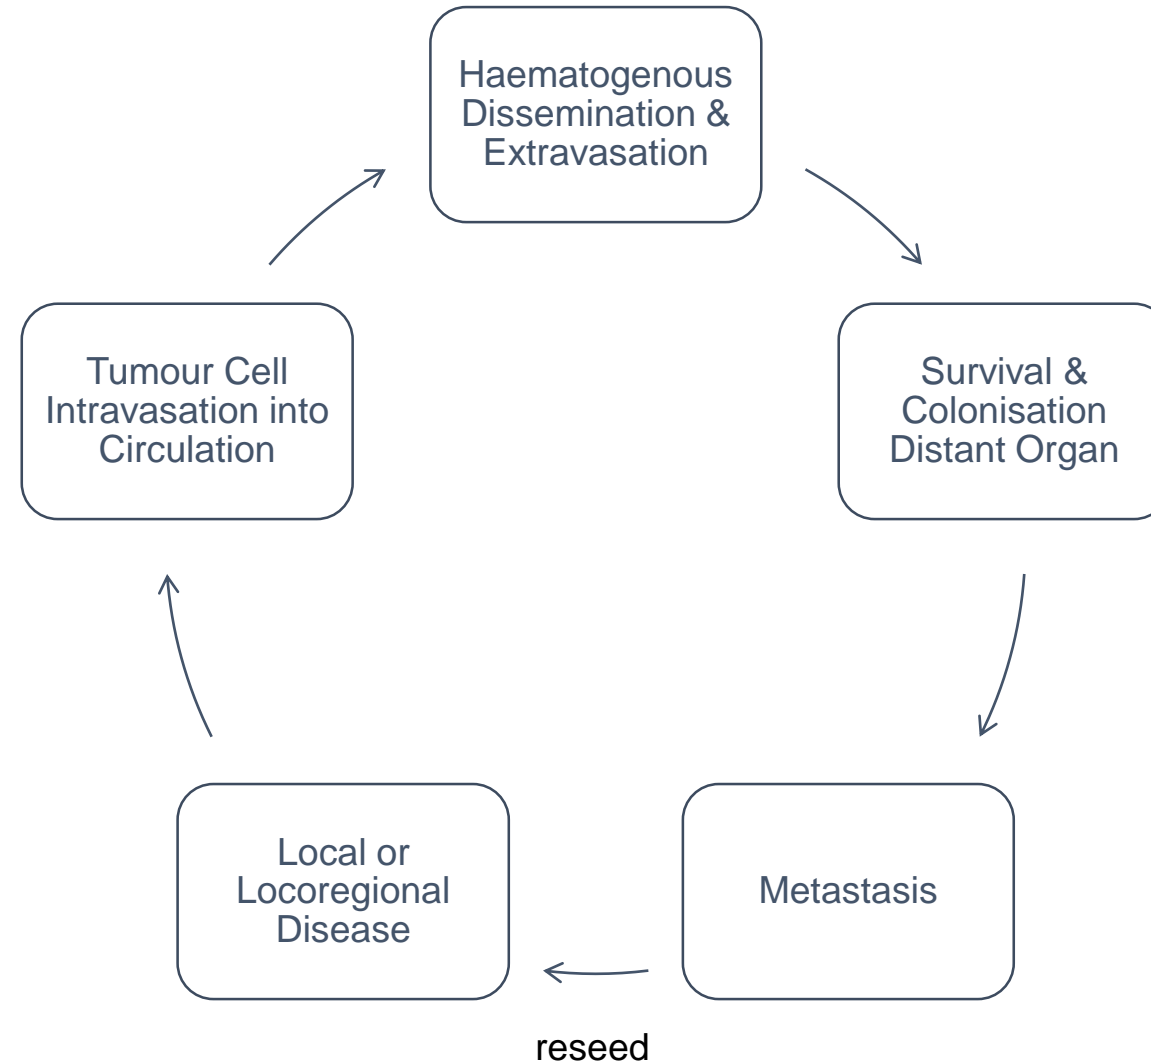 Haematogenous
Dissemination &
Extravasation
Tumour Cell
Intravasation into
Circulation
Survival &
Colonisation
Distant Organ
Local or
Locoregional
Disease
Metastasis
reseed